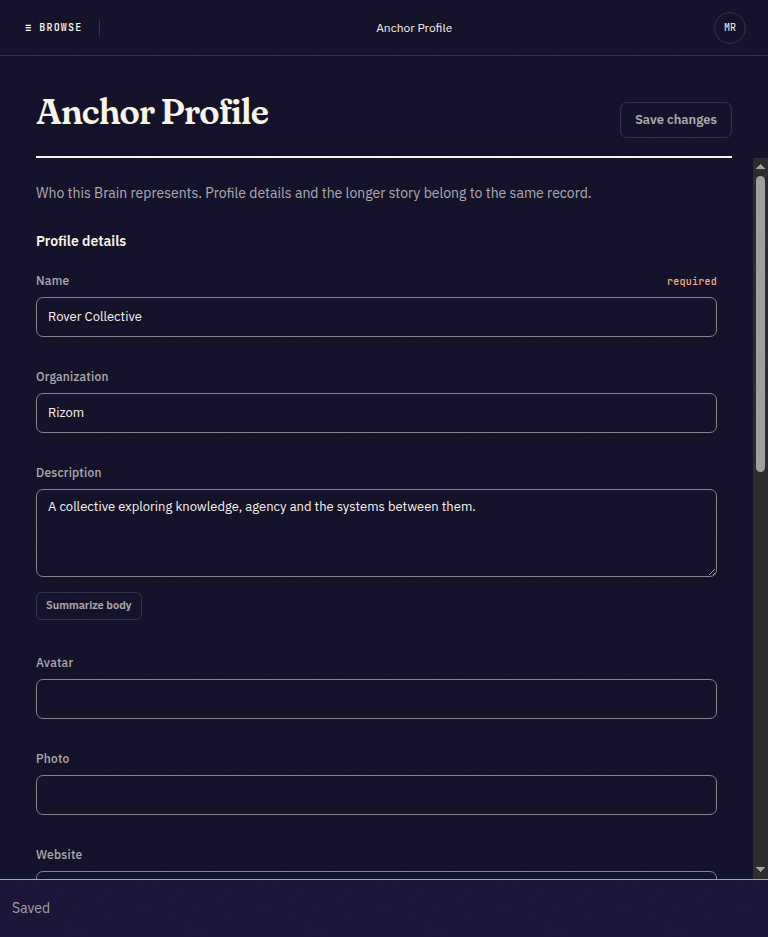 ≡ BROWSE
Anchor Profile
MR
Anchor Profile
Save changes
Who this Brain represents. Profile details and the longer story belong to the same record.
Profile details
Name
required
Rover Collective
Organization
Rizom
Description
A collective exploring knowledge, agency and the systems between them.
Summarize body
Avatar
Photo
Website
Saved